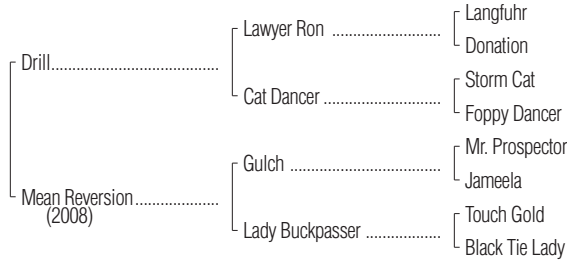 Langfuhr
Lawyer Ron
Donation
Drill
Storm Cat
Cat Dancer
Foppy Dancer
Mr. Prospector
Gulch
Jameela
Mean Reversion
(2008)
Touch Gold
Lady Buckpasser
Black Tie Lady